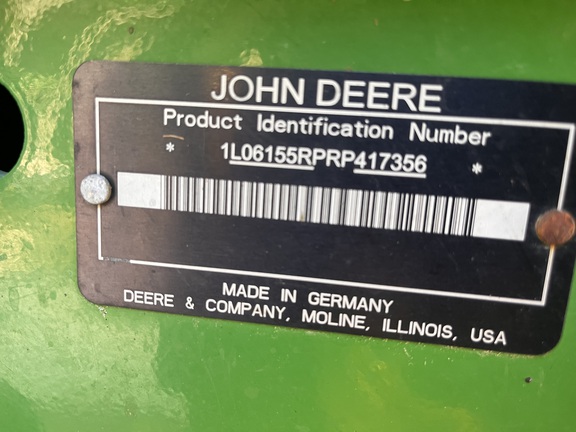 JOHN DEERE
Product Identification Number
* 1L06155RPRP417356 *
MADE IN GERMANY
DEERE & COMPANY, MOLINE, ILLINOIS, USA